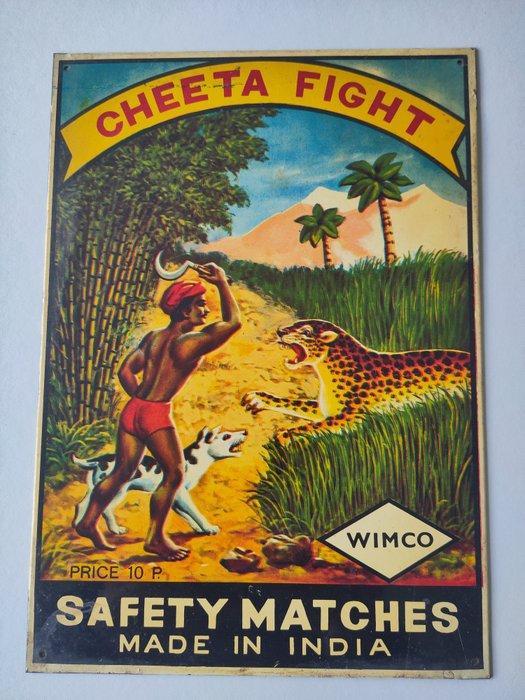 CHEETA FIGHT
WIMCO
PRICE 10 P.
SAFETY MATCHES
MADE IN INDIA